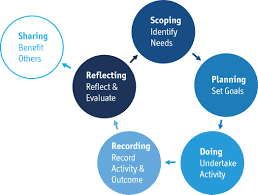 Scoping
Identify
Needs
Planning
Set Goals
Doing
Undertake
Activity
Recording
Record
Activity &
Outcome
Reflecting
Reflect &
Evaluate
Sharing
Benefit
Others